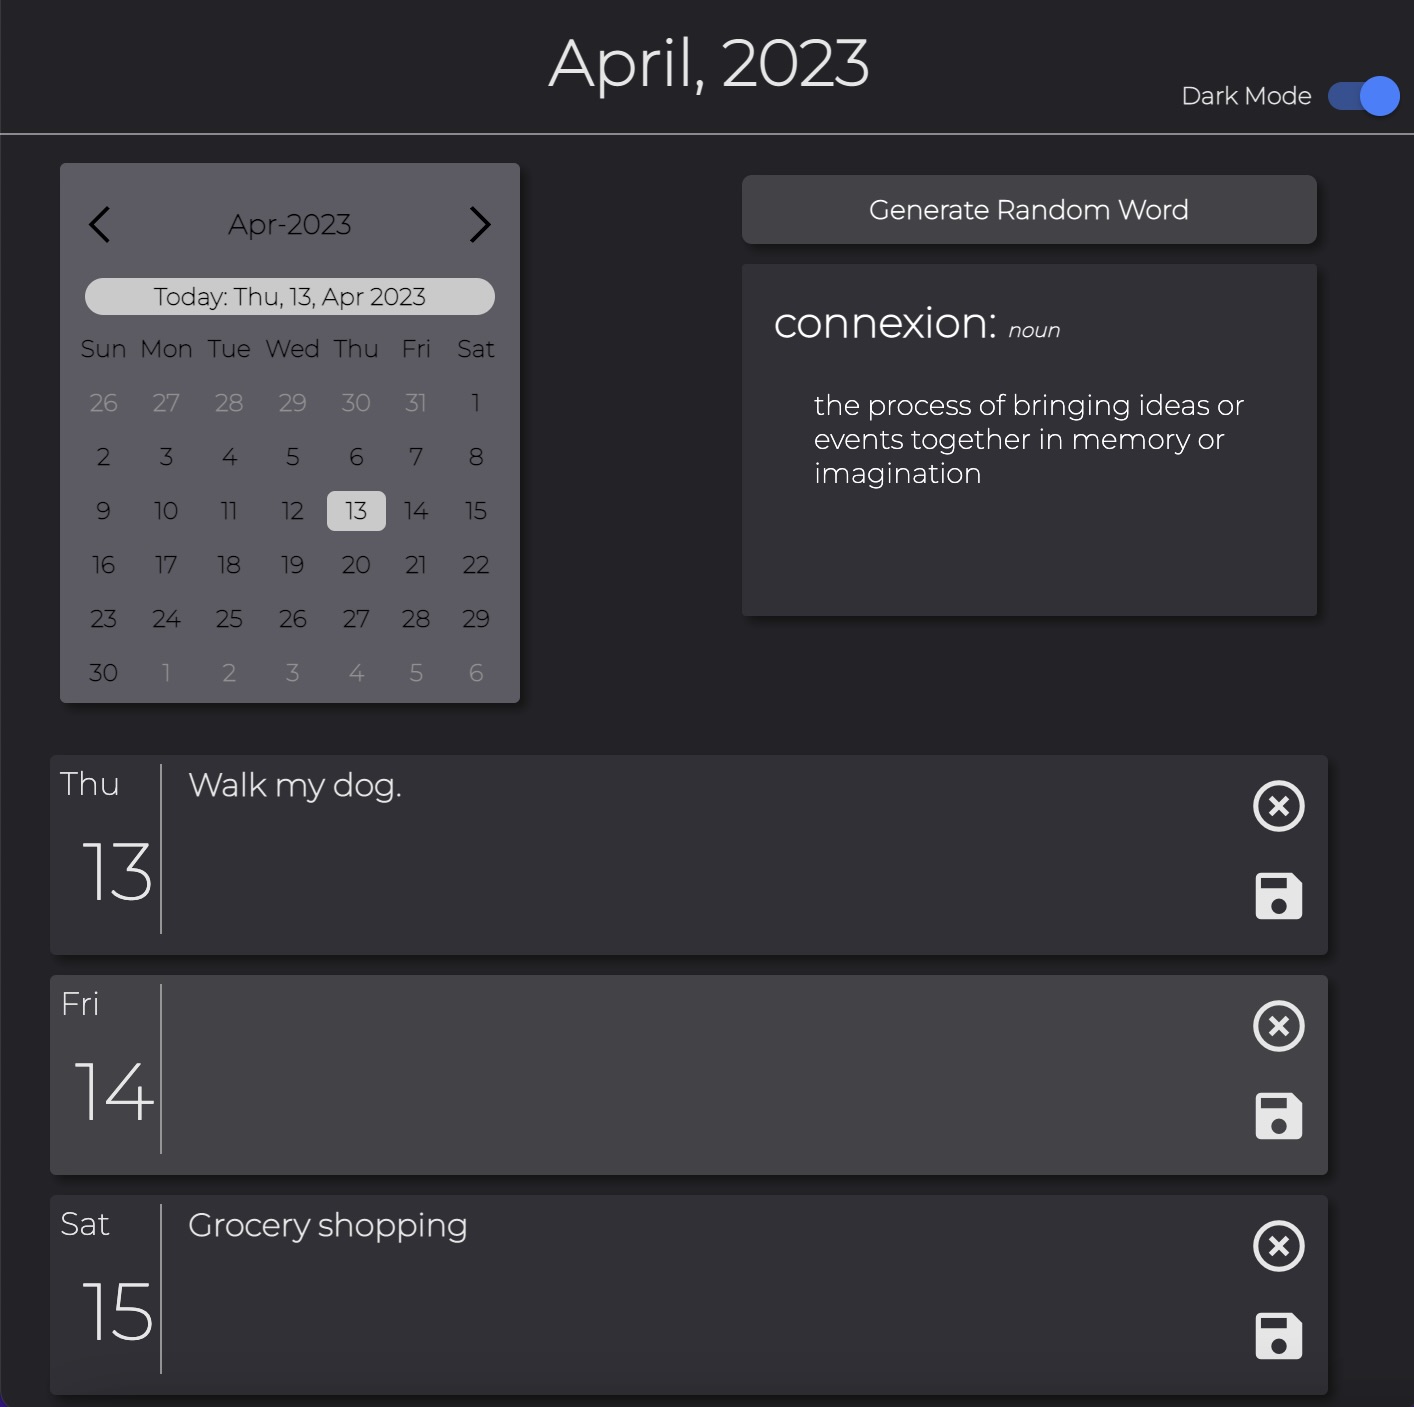 April, 2023
Dark Mode
Apr-2023
Today: Thu, 13, Apr 2023
Sun Mon Tue Wed Thu Fri Sat
26 27 28 29 30 31 1
2 3 4 5 6 7 8
9 10 11 12 13 14 15
16 17 18 19 20 21 22
23 24 25 26 27 28 29
30 1 2 3 4 5 6
Generate Random Word
connexion: noun
the process of bringing ideas or
events together in memory or
imagination
Thu
13
Walk my dog.
Fri
14
Sat
15
Grocery shopping